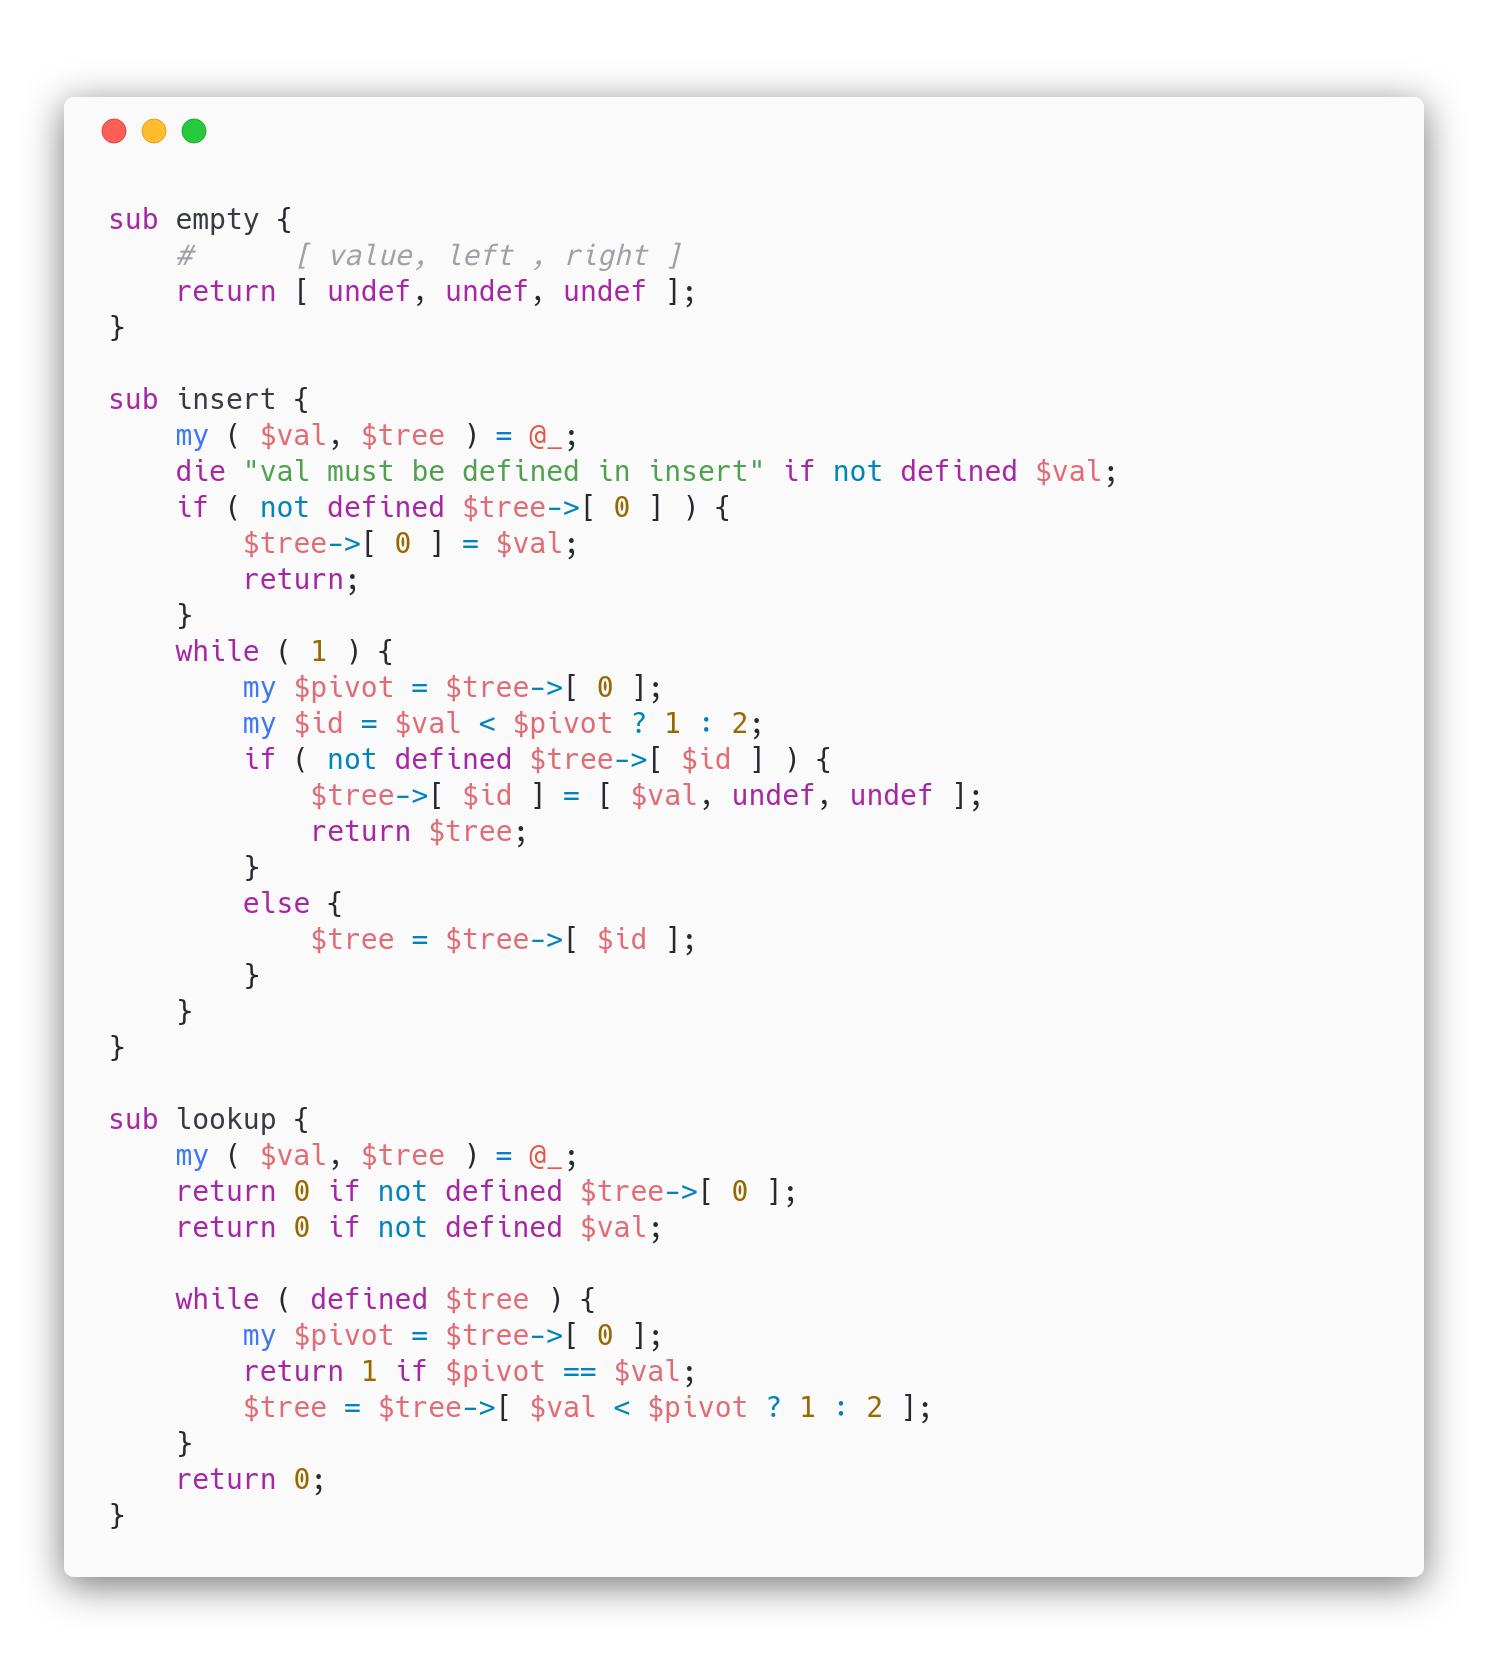 sub empty {
    #      [ value, left , right ]
    return [ undef, undef, undef ];
}

sub insert {
    my ( $val, $tree ) = @_;
    die "val must be defined in insert" if not defined $val;
    if ( not defined $tree->[ 0 ] ) {
        $tree->[ 0 ] = $val;
        return;
    }
    while ( 1 ) {
        my $pivot = $tree->[ 0 ];
        my $id = $val < $pivot ? 1 : 2;
        if ( not defined $tree->[ $id ] ) {
            $tree->[ $id ] = [ $val, undef, undef ];
            return $tree;
        }
        else {
            $tree = $tree->[ $id ];
        }
    }
}

sub lookup {
    my ( $val, $tree ) = @_;
    return 0 if not defined $tree->[ 0 ];
    return 0 if not defined $val;

    while ( defined $tree ) {
        my $pivot = $tree->[ 0 ];
        return 1 if $pivot == $val;
        $tree = $tree->[ $val < $pivot ? 1 : 2 ];
    }
    return 0;
}